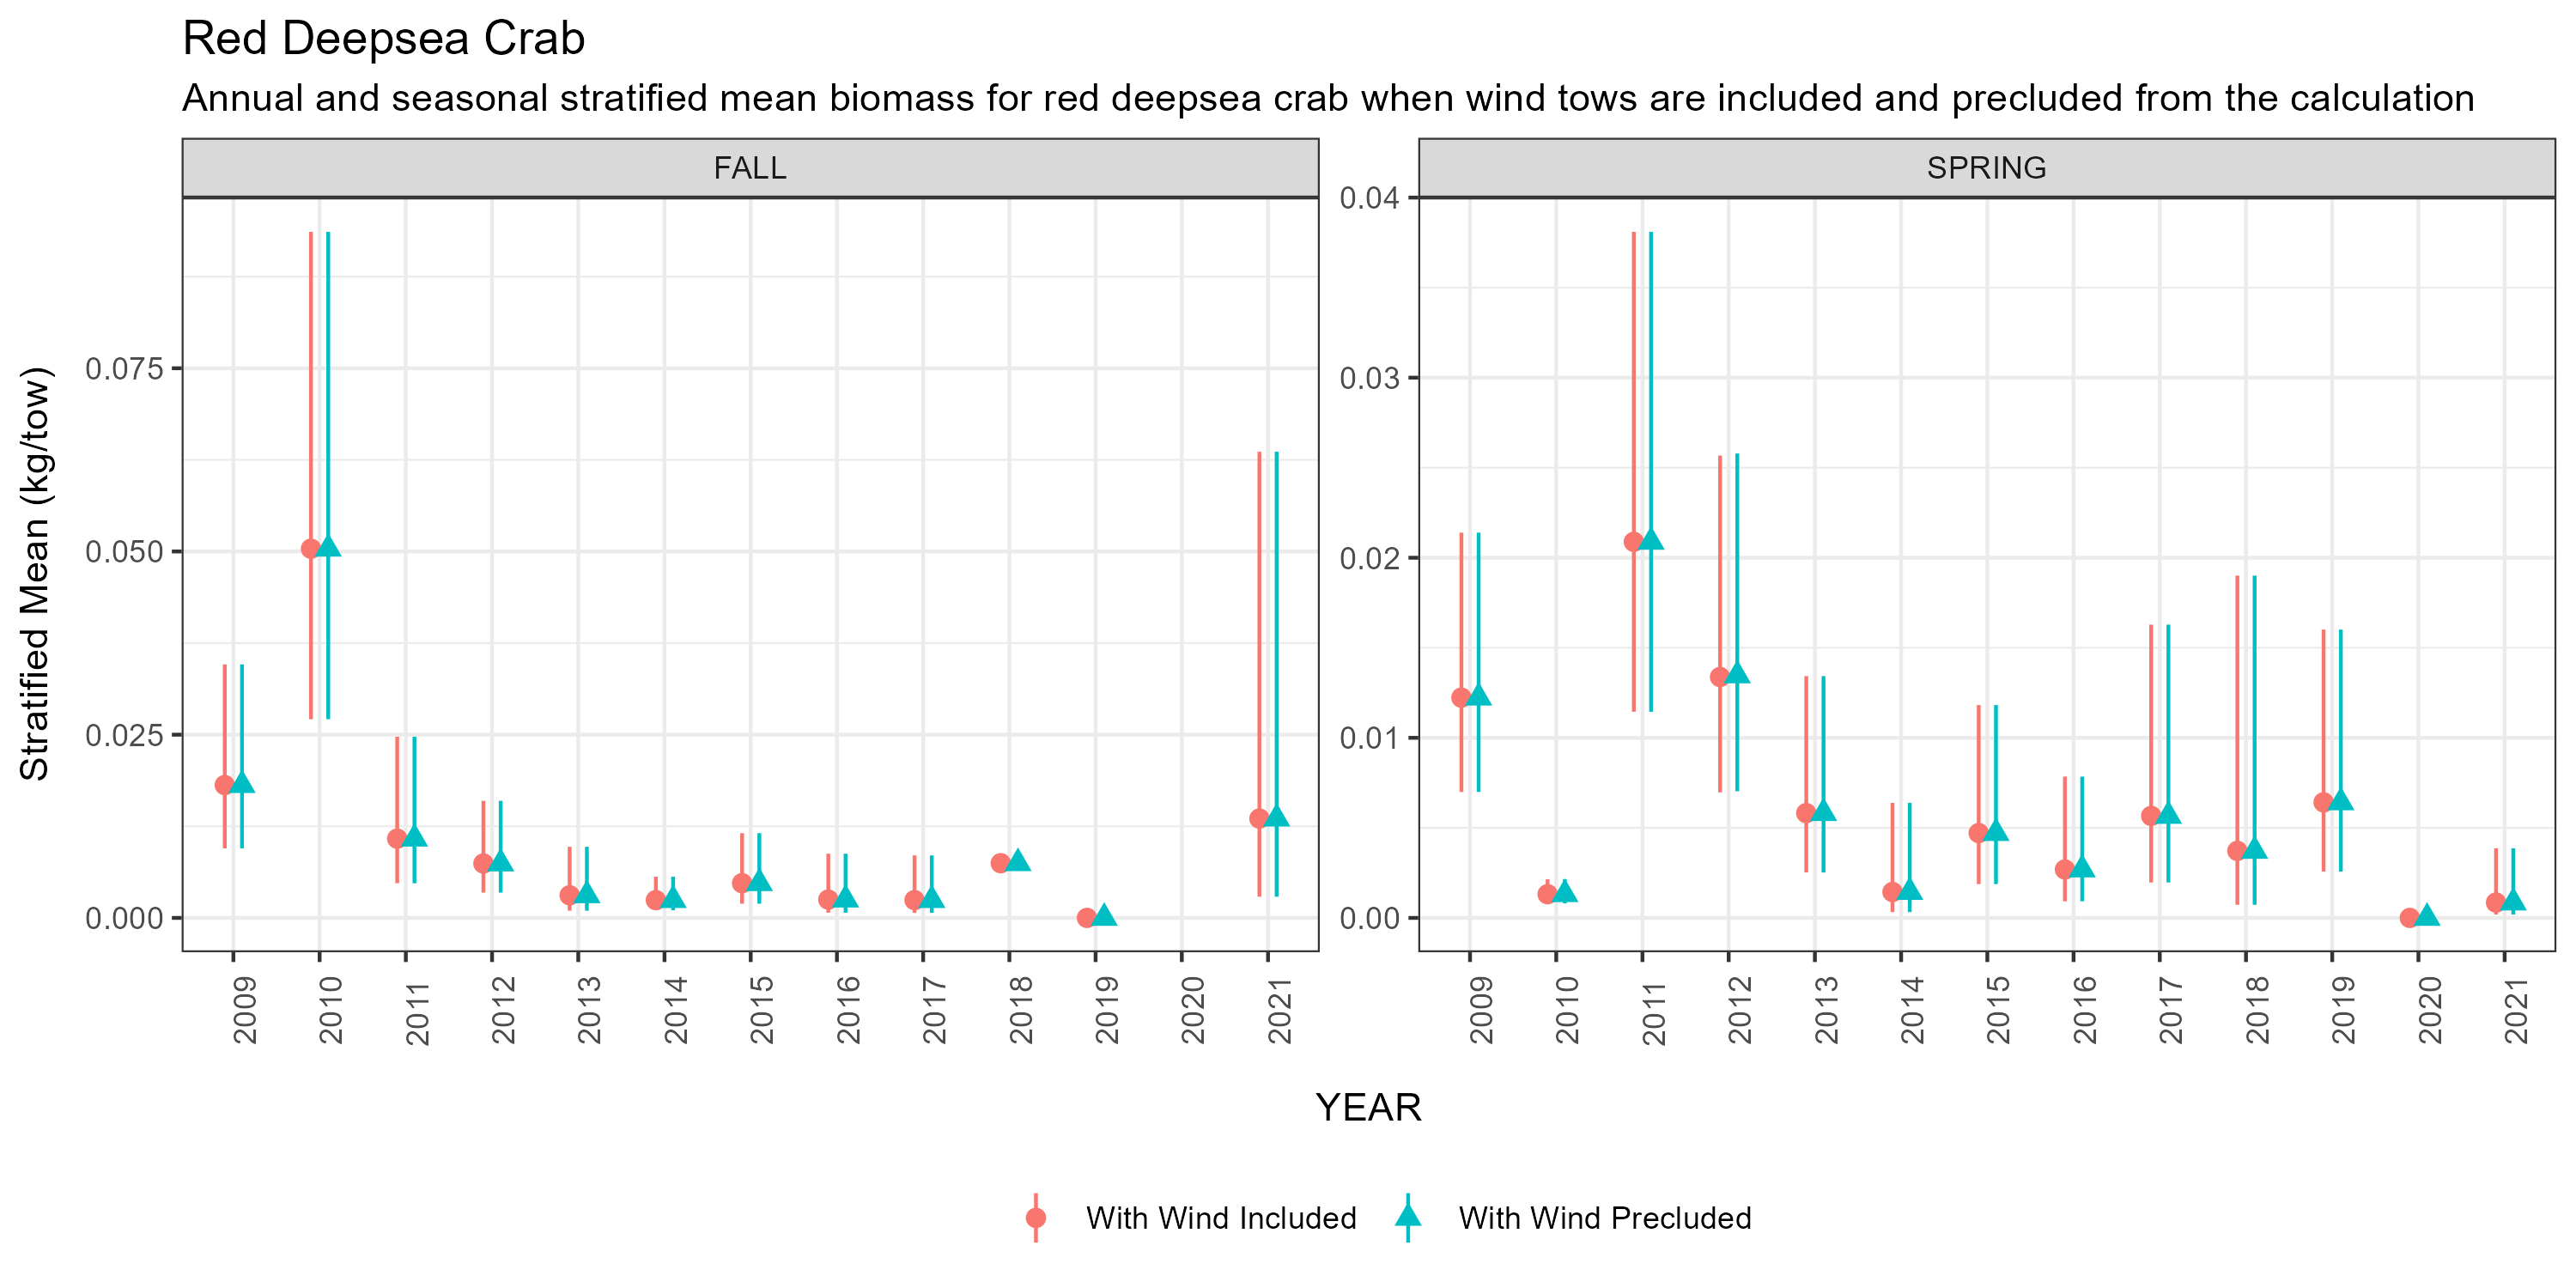 Red Deepsea Crab
Annual and seasonal stratified mean biomass for red deepsea crab when wind tows are included and precluded from the calculation
FALL
SPRING
Stratified Mean (kg/tow)
0.075
0.050
0.025
0.000
0.04
0.03
0.02
0.01
0.00
2009 2010 2011 2012 2013 2014 2015 2016 2017 2018 2019 2020 2021
2009 2010 2011 2012 2013 2014 2015 2016 2017 2018 2019 2020 2021
YEAR
With Wind Included
With Wind Precluded